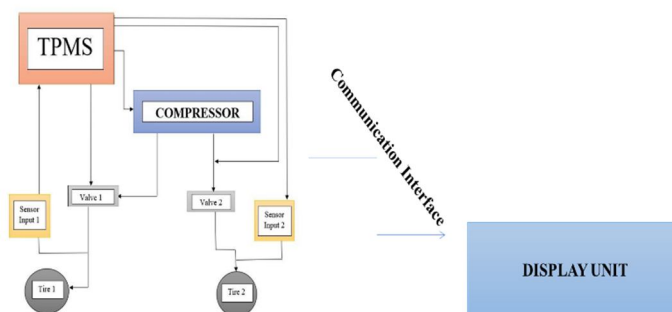 TPMS
COMPRESSOR
Communication Interface
Sensor
Input 1
Valve 1
Valve 2
Sensor
Input 2
DISPLAY UNIT
Tire 1
Tire 2